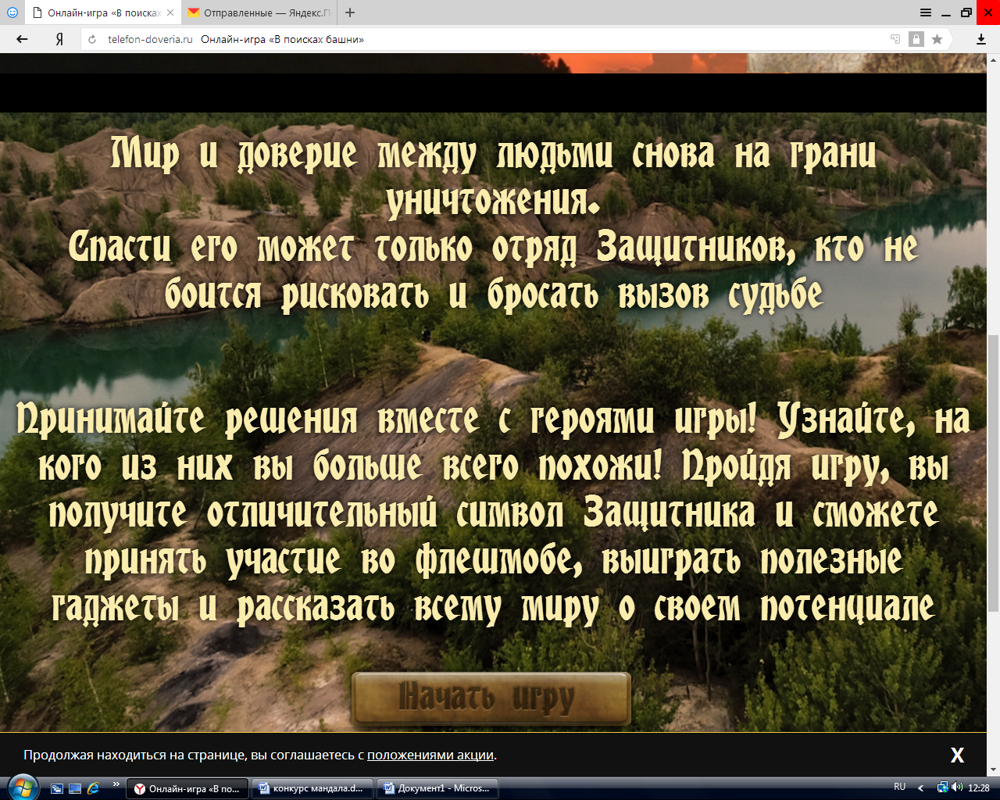 Онлайн-игра «В поисках
Отправленные — Яндекс.П
telefon-doveria.ru Онлайн-игра «В поисках башни»
Мир и доверие между людьми снова на грани
уничтожения.
Спасти его может только отряд Защитников, кто не
боится рисковать и бросать вызов судьбе
Принимайте решения вместе с героями игры! Узнайте, на
кого из них вы больше всего похожи! Пройдя игру, вы
получите отличительный символ Защитника и сможете
принять участие во флешмобе, выиграть полезные
гаджеты и рассказать всему миру о своем потенциале
Начать игру
Продолжая находиться на странице, вы соглашаетесь с положениями акции.
X
Онлайн-игра «В по...
конкурс мандала.d...
Документ1 - Micros...
RU
12:28